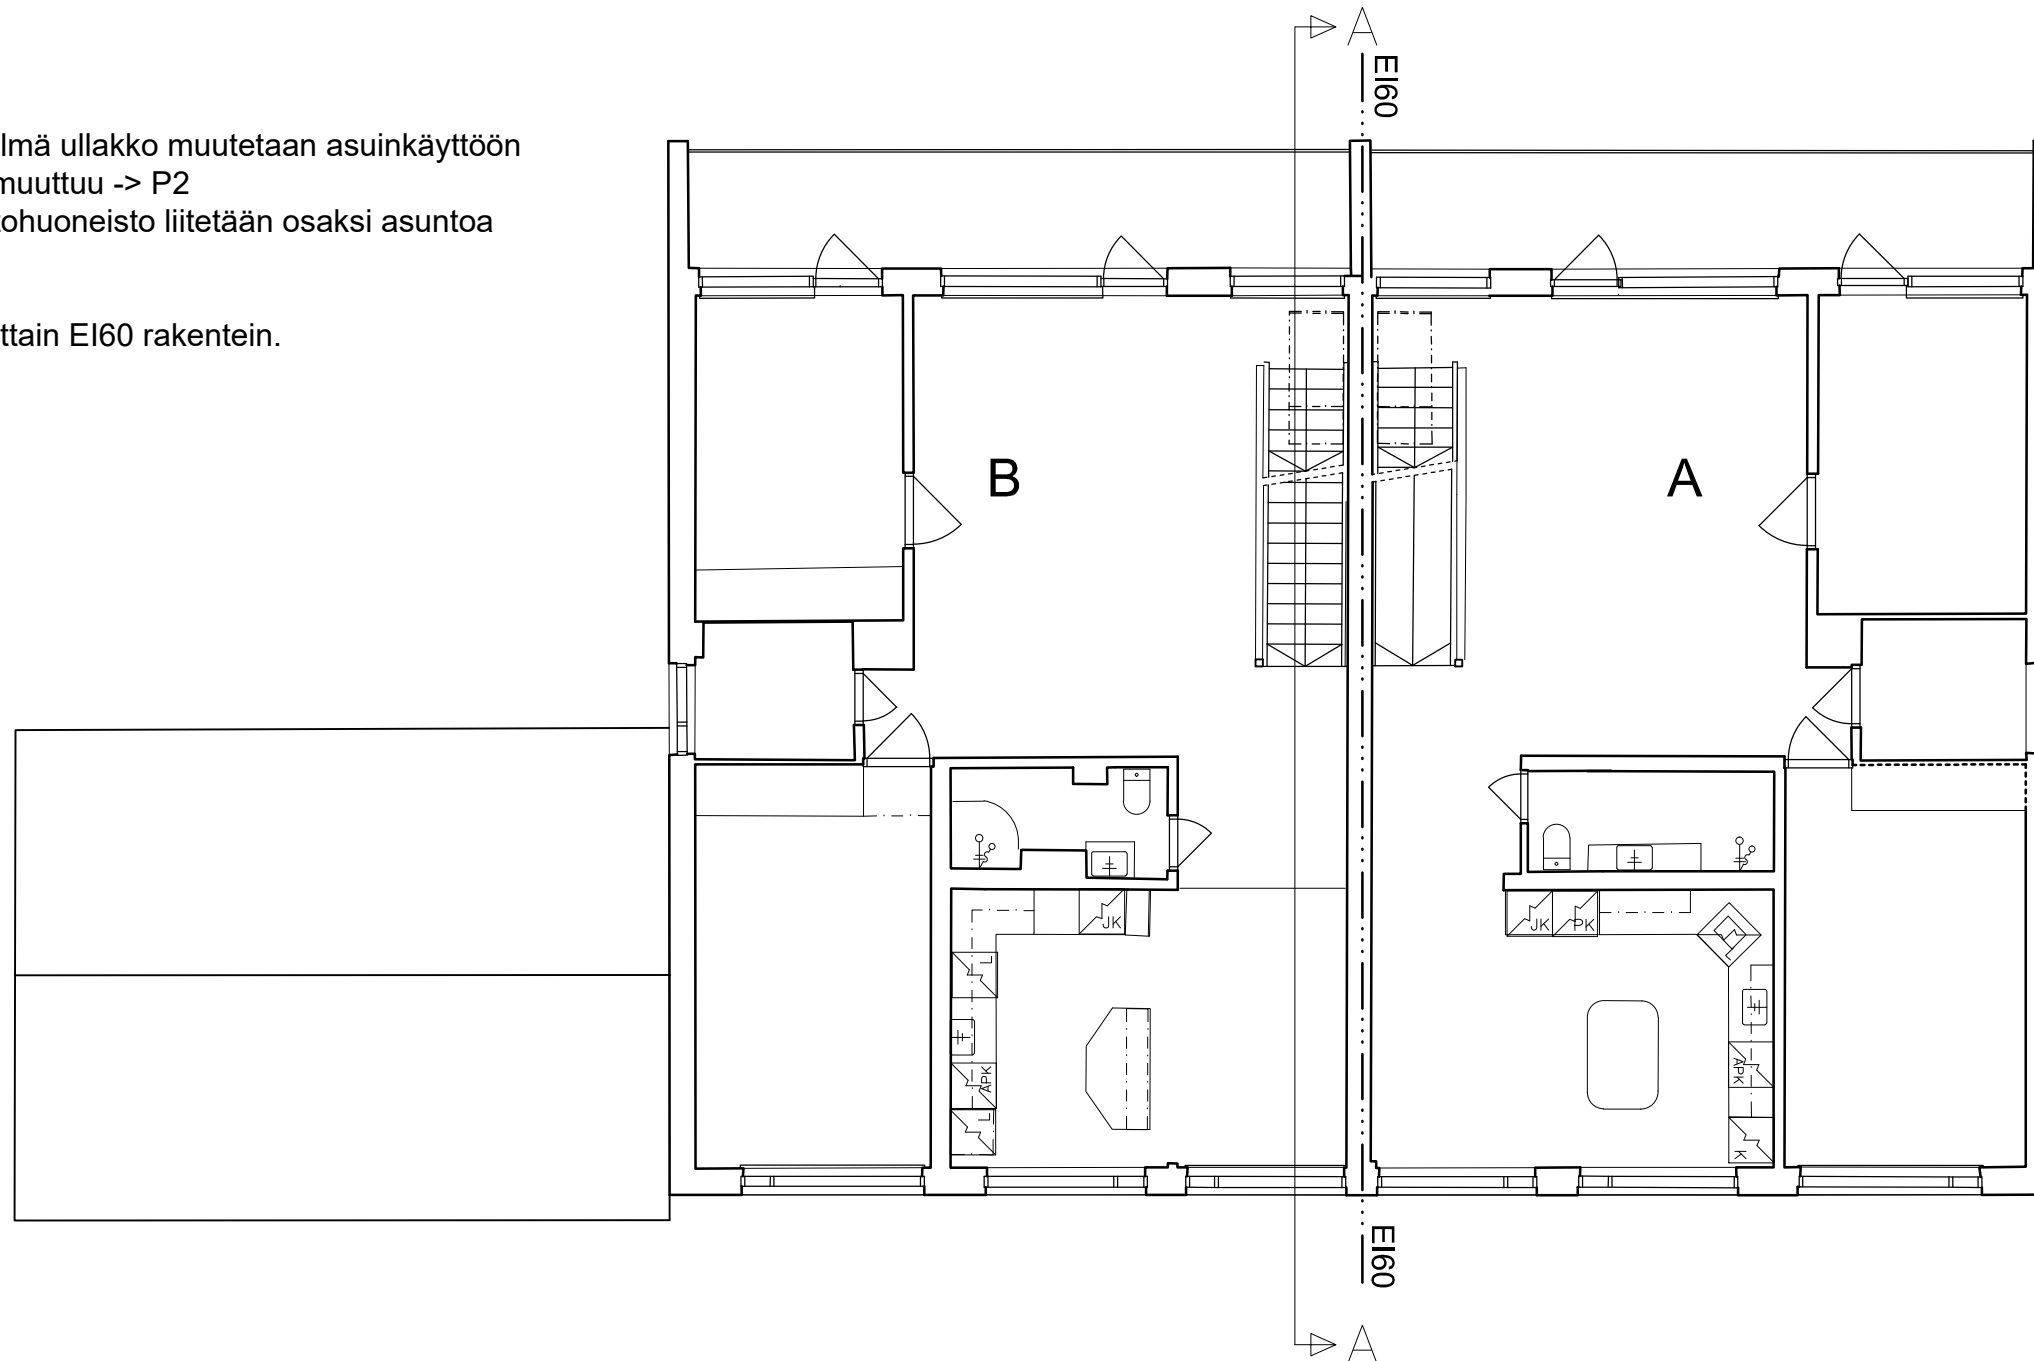 A
EI60
lmä ullakko muutetaan asuinkäyttöön
muuttuu -> P2
tohuoneisto liitetään osaksi asuntoa
ttain EI60 rakentein.
B
A
JK
JK
PK
L
APK
APK
L
K
EI60
A